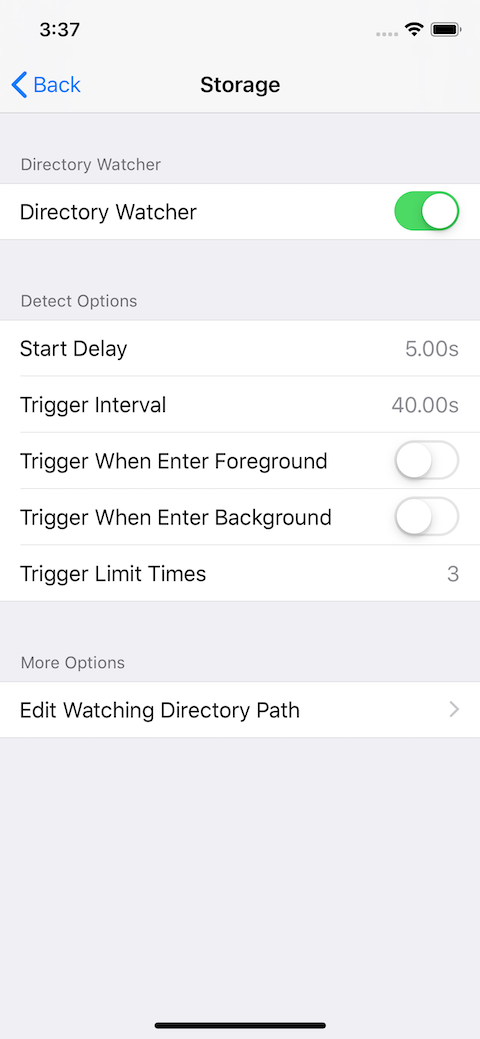 3:37
Back
Storage
Directory Watcher
Directory Watcher
Detect Options
Start Delay 5.00s
Trigger Interval 40.00s
Trigger When Enter Foreground
Trigger When Enter Background
Trigger Limit Times 3
More Options
Edit Watching Directory Path